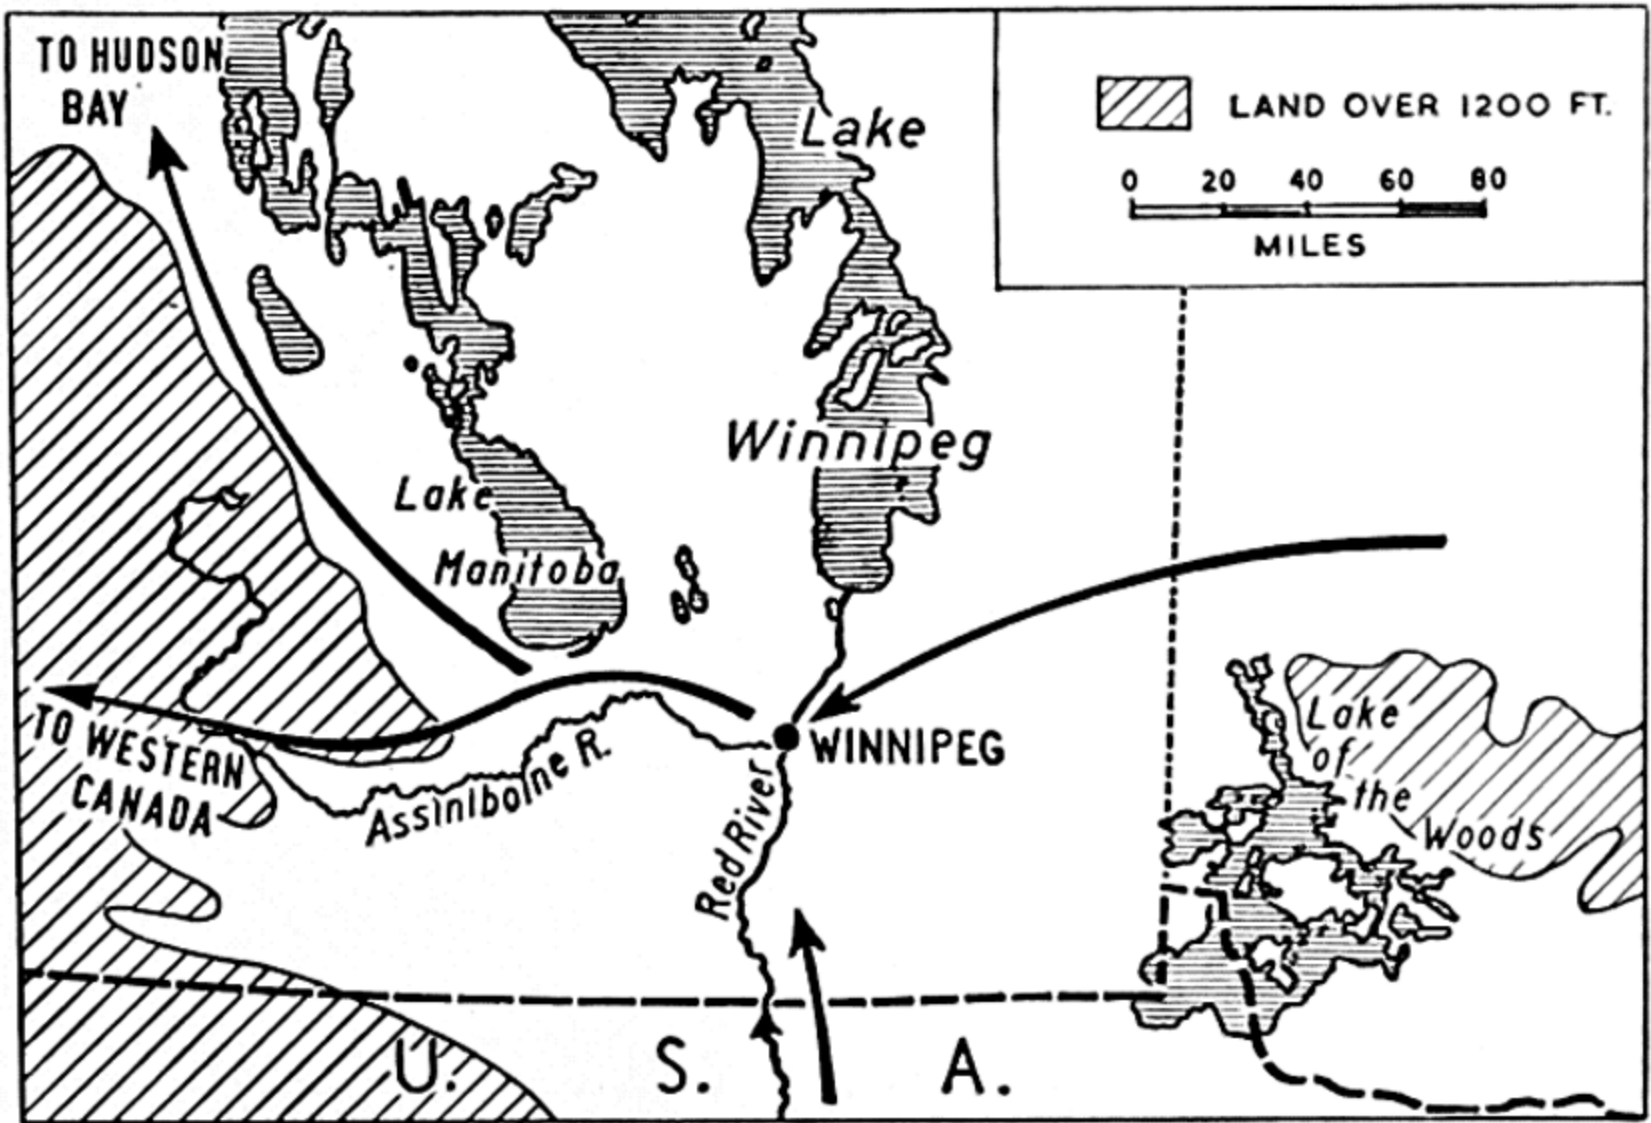 TO HUDSON
BAY
LAND OVER 1200 FT.
0 20 40 60 80
MILES
Lake
Winnipeg
Lake
Manitoba
TO WESTERN
CANADA
Assiniboine R.
WINNIPEG
Red River
Lake
of
the
Woods
U. S. A.